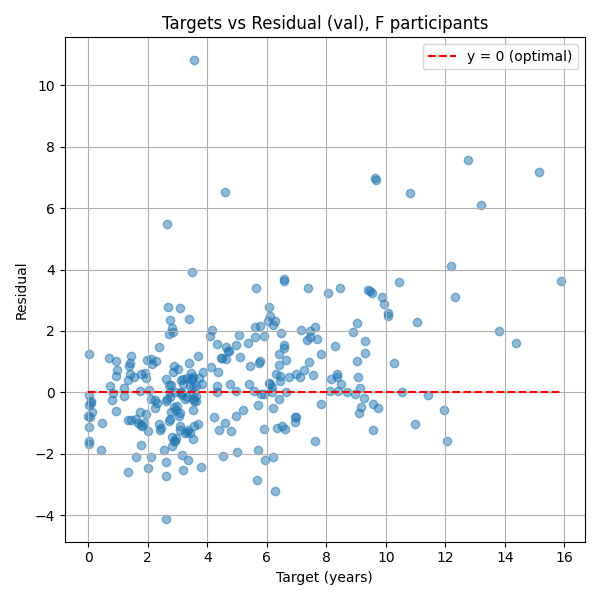 Targets vs Residual (val), F participants
y = 0 (optimal)
Residual
10
8
6
4
2
0
−2
−4
0 2 4 6 8 10 12 14 16
Target (years)